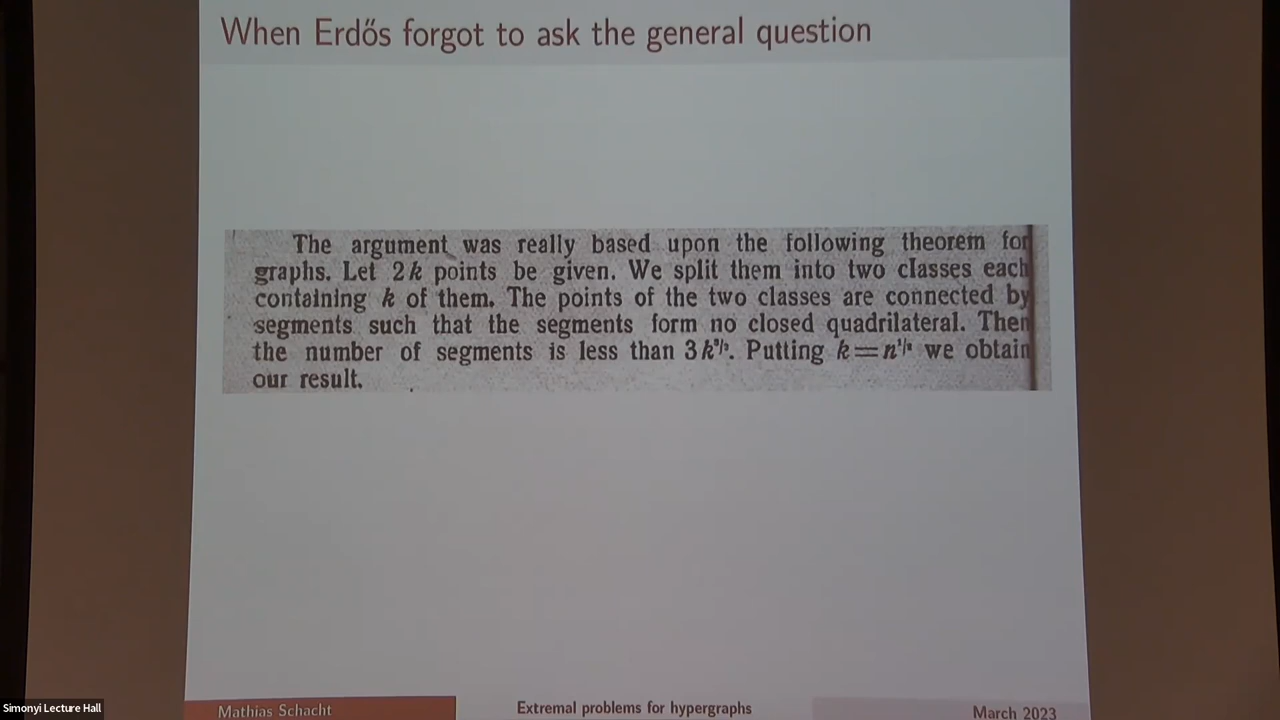 When Erdős forgot to ask the general question
The argument was really based upon the following theorem for
graphs. Let 2k points be given. We split them into two classes each
containing k of them. The points of the two classes are connected by
segments such that the segments form no closed quadrilateral. Then
the number of segments is less than 3k^{3/2}. Putting k=n^{1/2} we obtain
our result.
Mathias Schacht
Extremal problems for hypergraphs
March 2023
Simonyi Lecture Hall